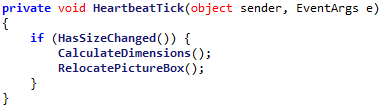 private void HeartbeatTick(object sender, EventArgs e)
{
    if (HasSizeChanged()) {
        CalculateDimensions();
        RelocatePictureBox();
    }
}